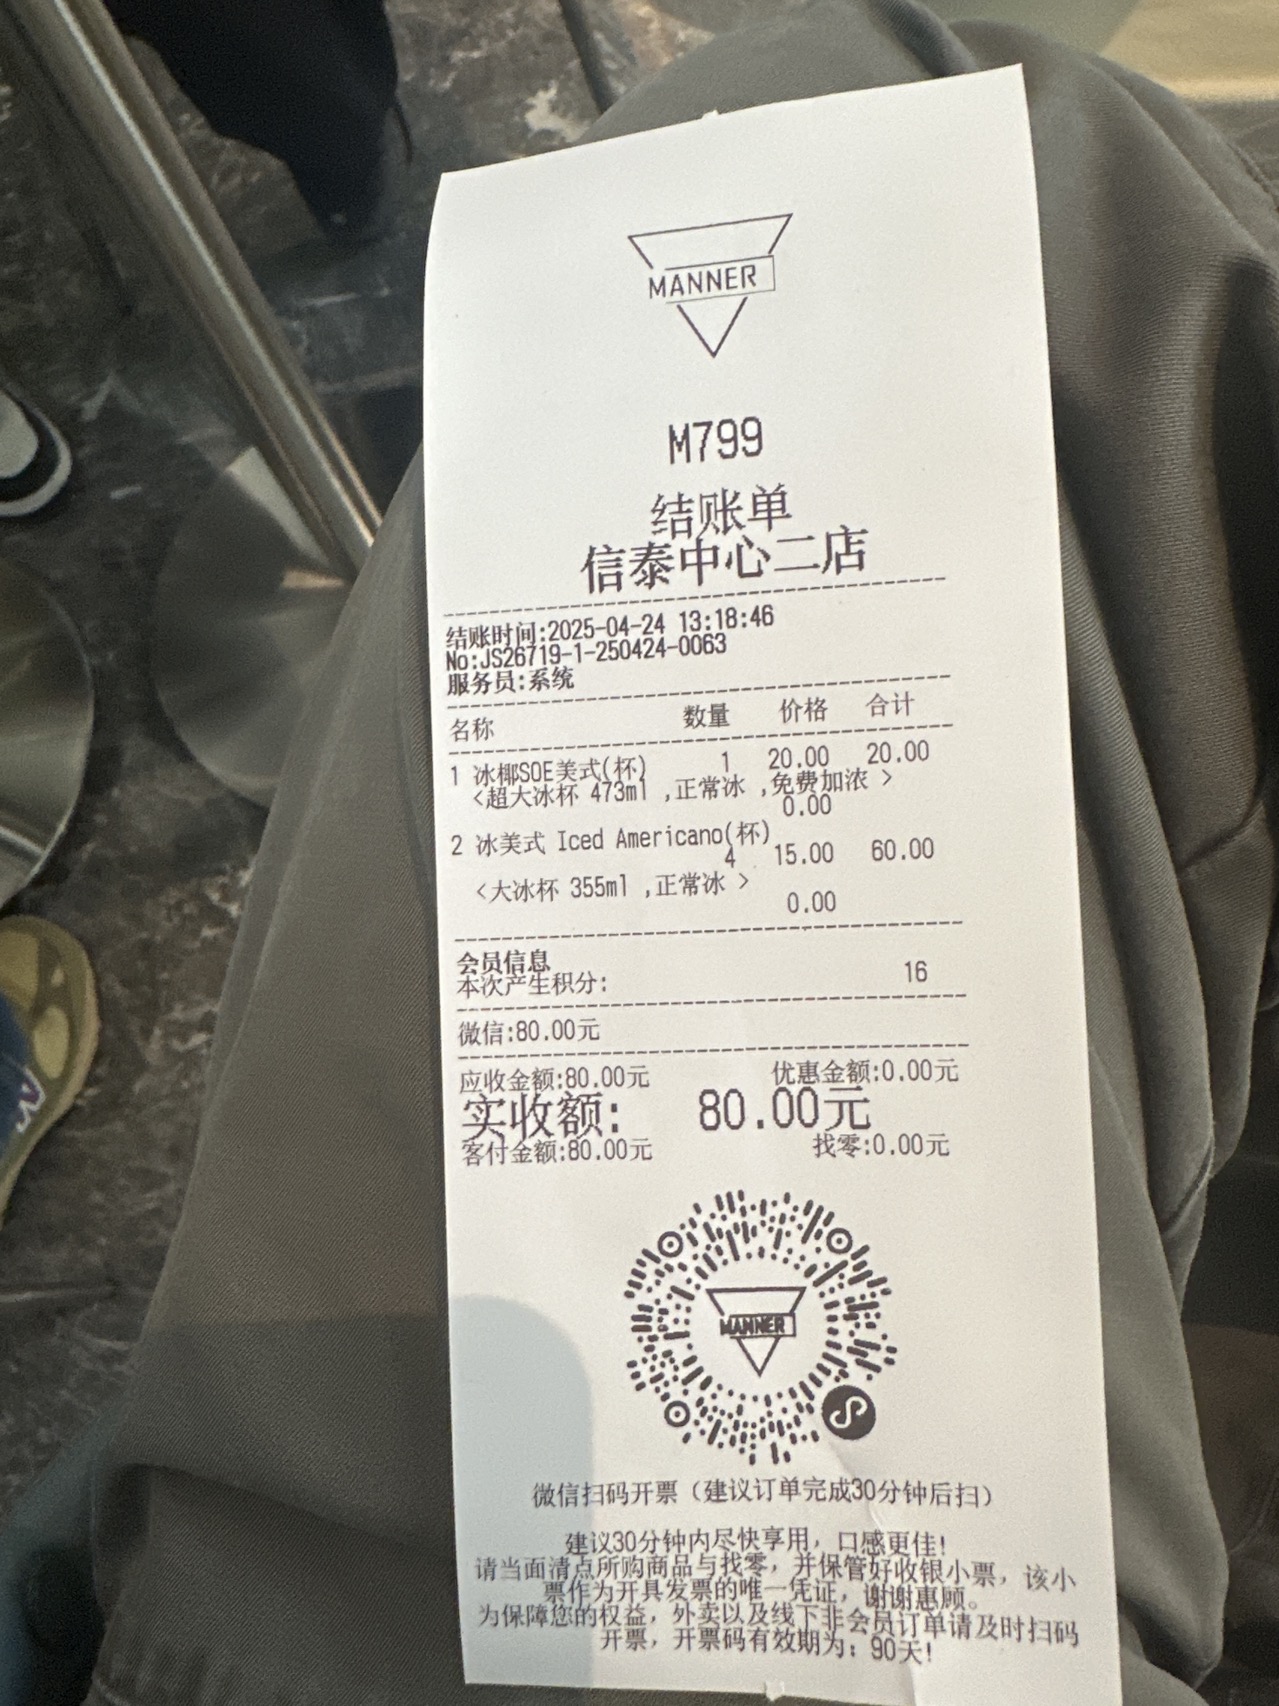 MANNER
M799
结账单
信泰中心二店
结账时间:2025-04-24 13:18:46
No:JS26719-1-250424-0063
服务员:系统
名称 数量 价格 合计
1 冰椰SOE美式(杯) 1 20.00 20.00
<超大冰杯 473ml ,正常冰 ,免费加浓 >
0.00
2 冰美式 Iced Americano(杯)
4 15.00 60.00
<大冰杯 355ml ,正常冰 >
0.00
会员信息
本次产生积分: 16
微信:80.00元
应收金额:80.00元 优惠金额:0.00元
实收额: 80.00元
客付金额:80.00元 找零:0.00元
MANNER
微信扫码开票（建议订单完成30分钟后扫）
建议30分钟内尽快享用，口感更佳!
请当面清点所购商品与找零，并保管好收银小票，该小
票作为开具发票的唯一凭证，谢谢惠顾。
为保障您的权益，外卖以及线下非会员订单请及时扫码
开票，开票码有效期为：90天!